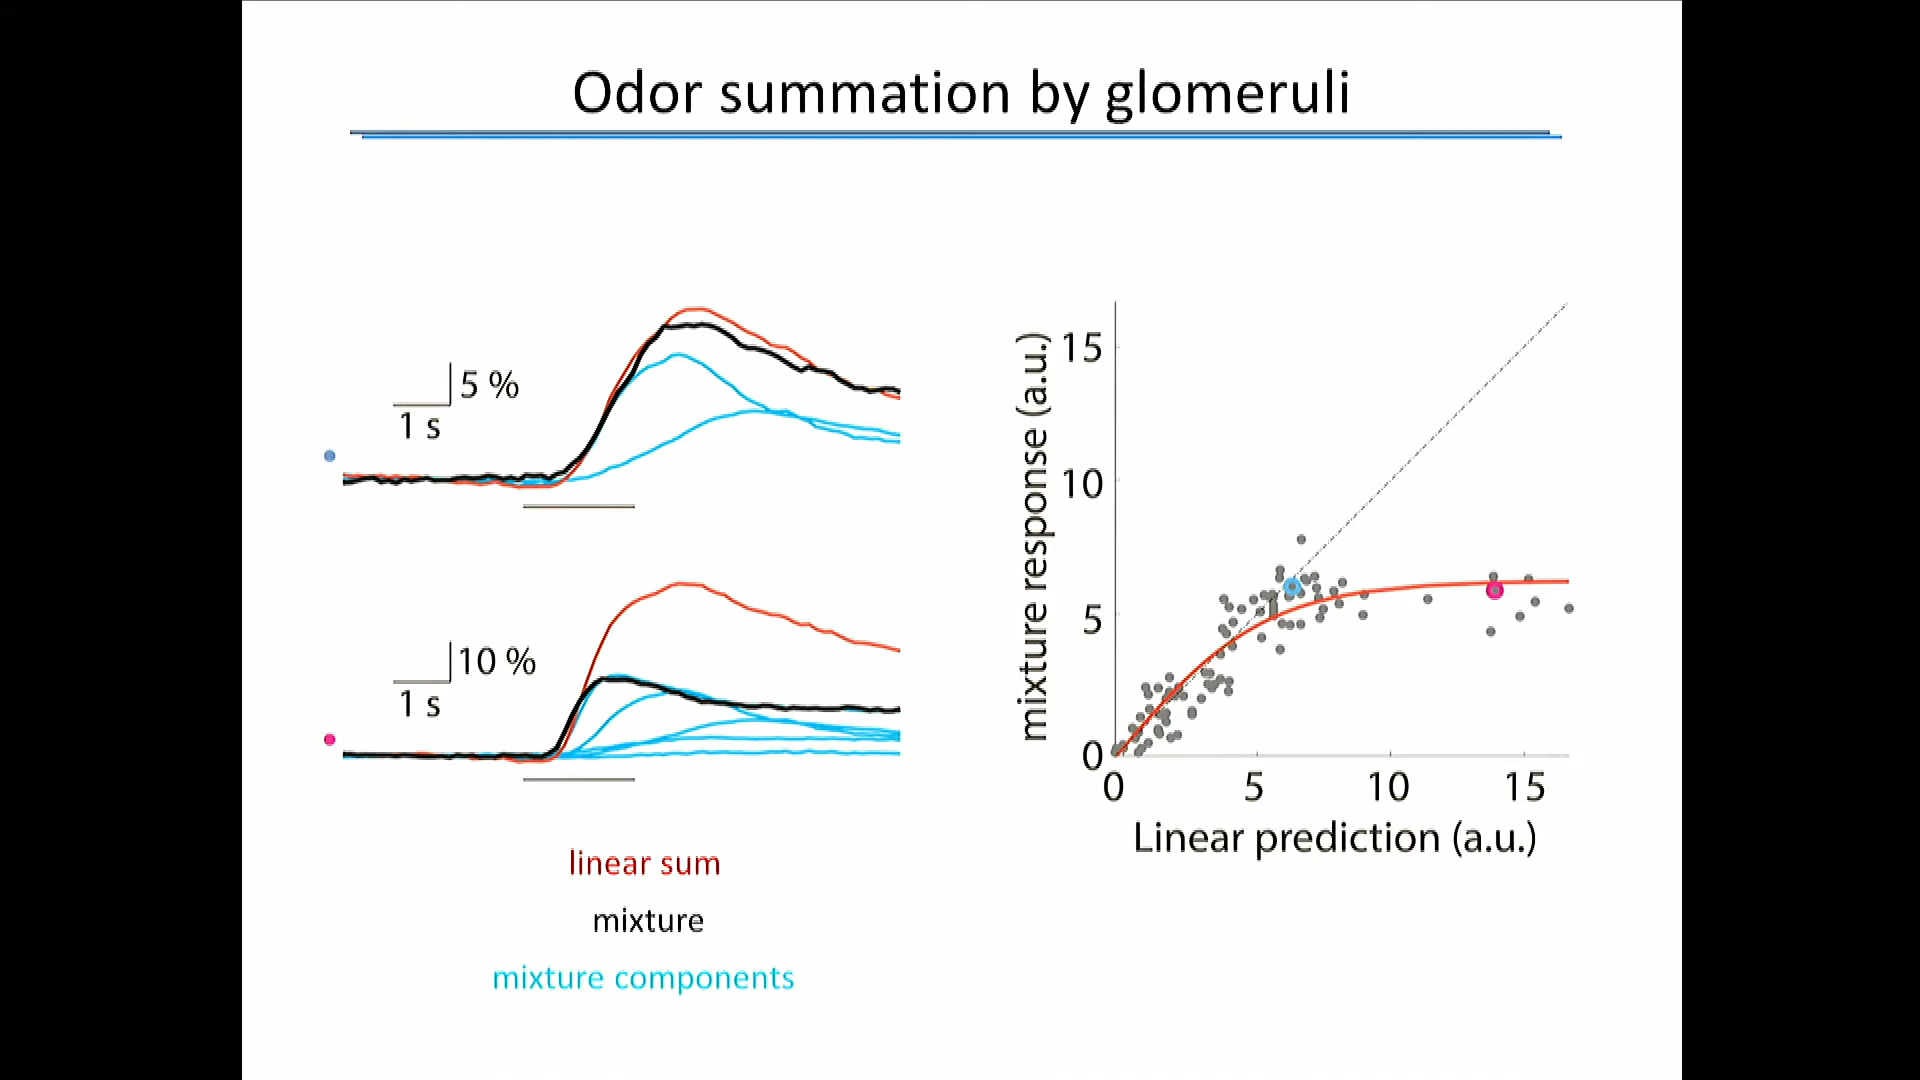 Odor summation by glomeruli
5 %
1 s
10 %
1 s
linear sum
mixture
mixture components
mixture response (a.u.)
15
10
5
0
0 5 10 15
Linear prediction (a.u.)